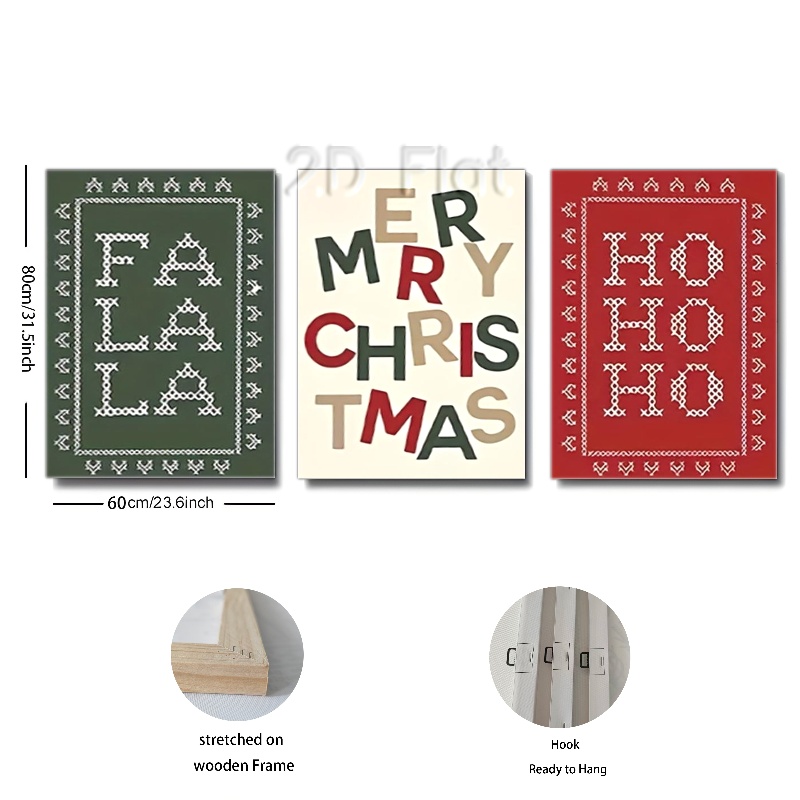 2D Flat
80cm/31.5inch
FA
LA
LA
MERRY
CHRIS
TMAS
HO
HO
HO
60cm/23.6inch
stretched on
wooden Frame
Hook
Ready to Hang